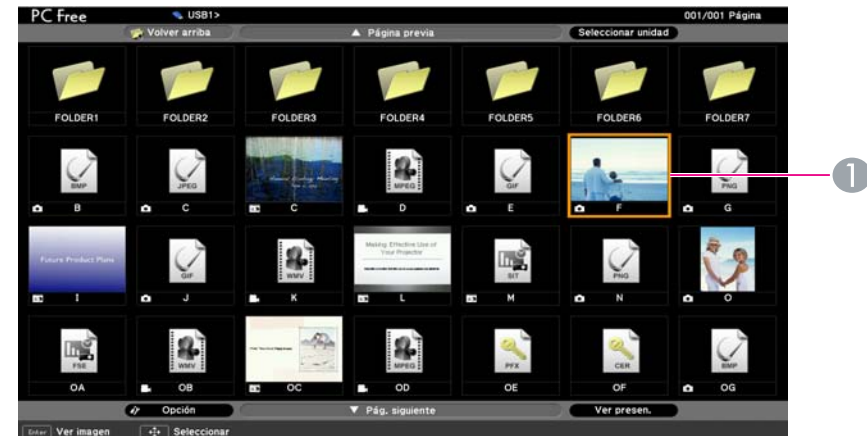 PC Free USB1> 001/001 Página
Volver arriba ▲ Página previa Seleccionar unidad
FOLDER1 FOLDER2 FOLDER3 FOLDER4 FOLDER5 FOLDER6 FOLDER7
BMP JPEG MPEG GIF PNG
B C C D E F G
Future Product Plans GIF WMV Making Effective Use of SIT PNG
Your Projector
I J K L M N O
FSE WMV MPEG PFX CER BMP
OA OB OC OD OE OF OG
Opción ▼ Pág. siguiente Ver presen.
Enter Ver imagen Seleccionar
1